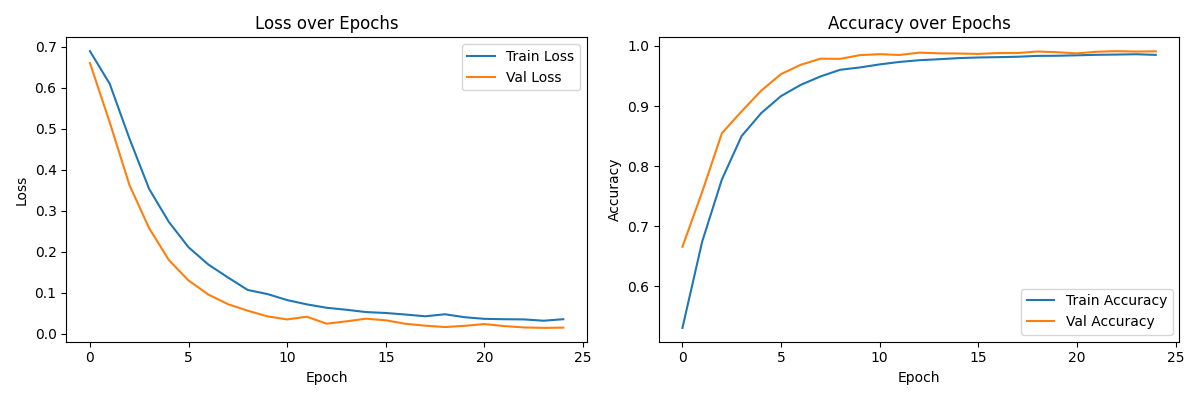 Loss over Epochs
Loss
0.7
0.6
0.5
0.4
0.3
0.2
0.1
0.0
Train Loss
Val Loss
0 5 10 15 20 25
Epoch
Accuracy over Epochs
Accuracy
1.0
0.9
0.8
0.7
0.6
Train Accuracy
Val Accuracy
0 5 10 15 20 25
Epoch